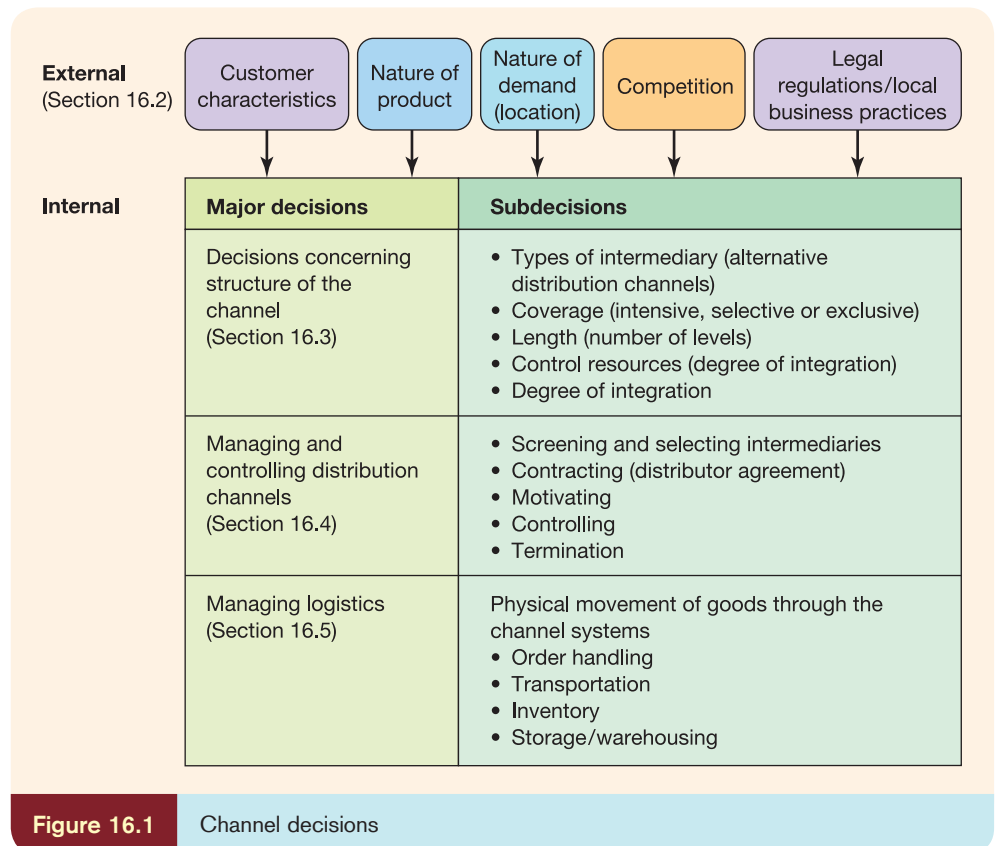 External
(Section 16.2)
Customer
characteristics
Nature of
product
Nature of
demand
(location)
Competition
Legal
regulations/local
business practices
Internal
Major decisions
Subdecisions
Decisions concerning
structure of the
channel
(Section 16.3)
• Types of intermediary (alternative
distribution channels)
• Coverage (intensive, selective or exclusive)
• Length (number of levels)
• Control resources (degree of integration)
• Degree of integration
Managing and
controlling distribution
channels
(Section 16.4)
• Screening and selecting intermediaries
• Contracting (distributor agreement)
• Motivating
• Controlling
• Termination
Managing logistics
(Section 16.5)
Physical movement of goods through the
channel systems
• Order handling
• Transportation
• Inventory
• Storage/warehousing
Figure 16.1
Channel decisions